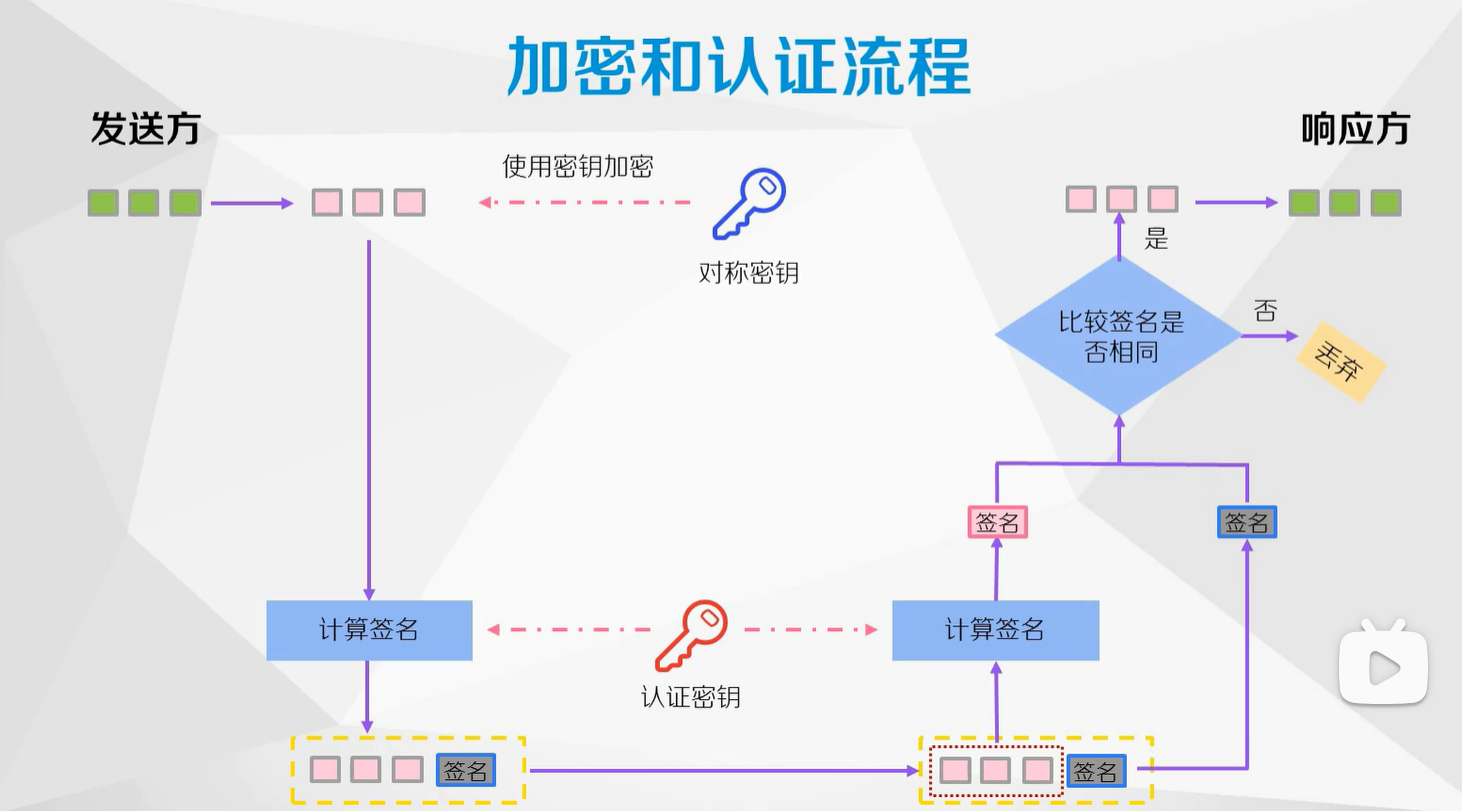 加密和认证流程
发送方
响应方
使用密钥加密
对称密钥
是
否
比较签名是
否相同
丢弃
签名
签名
计算签名
计算签名
认证密钥
签名
签名